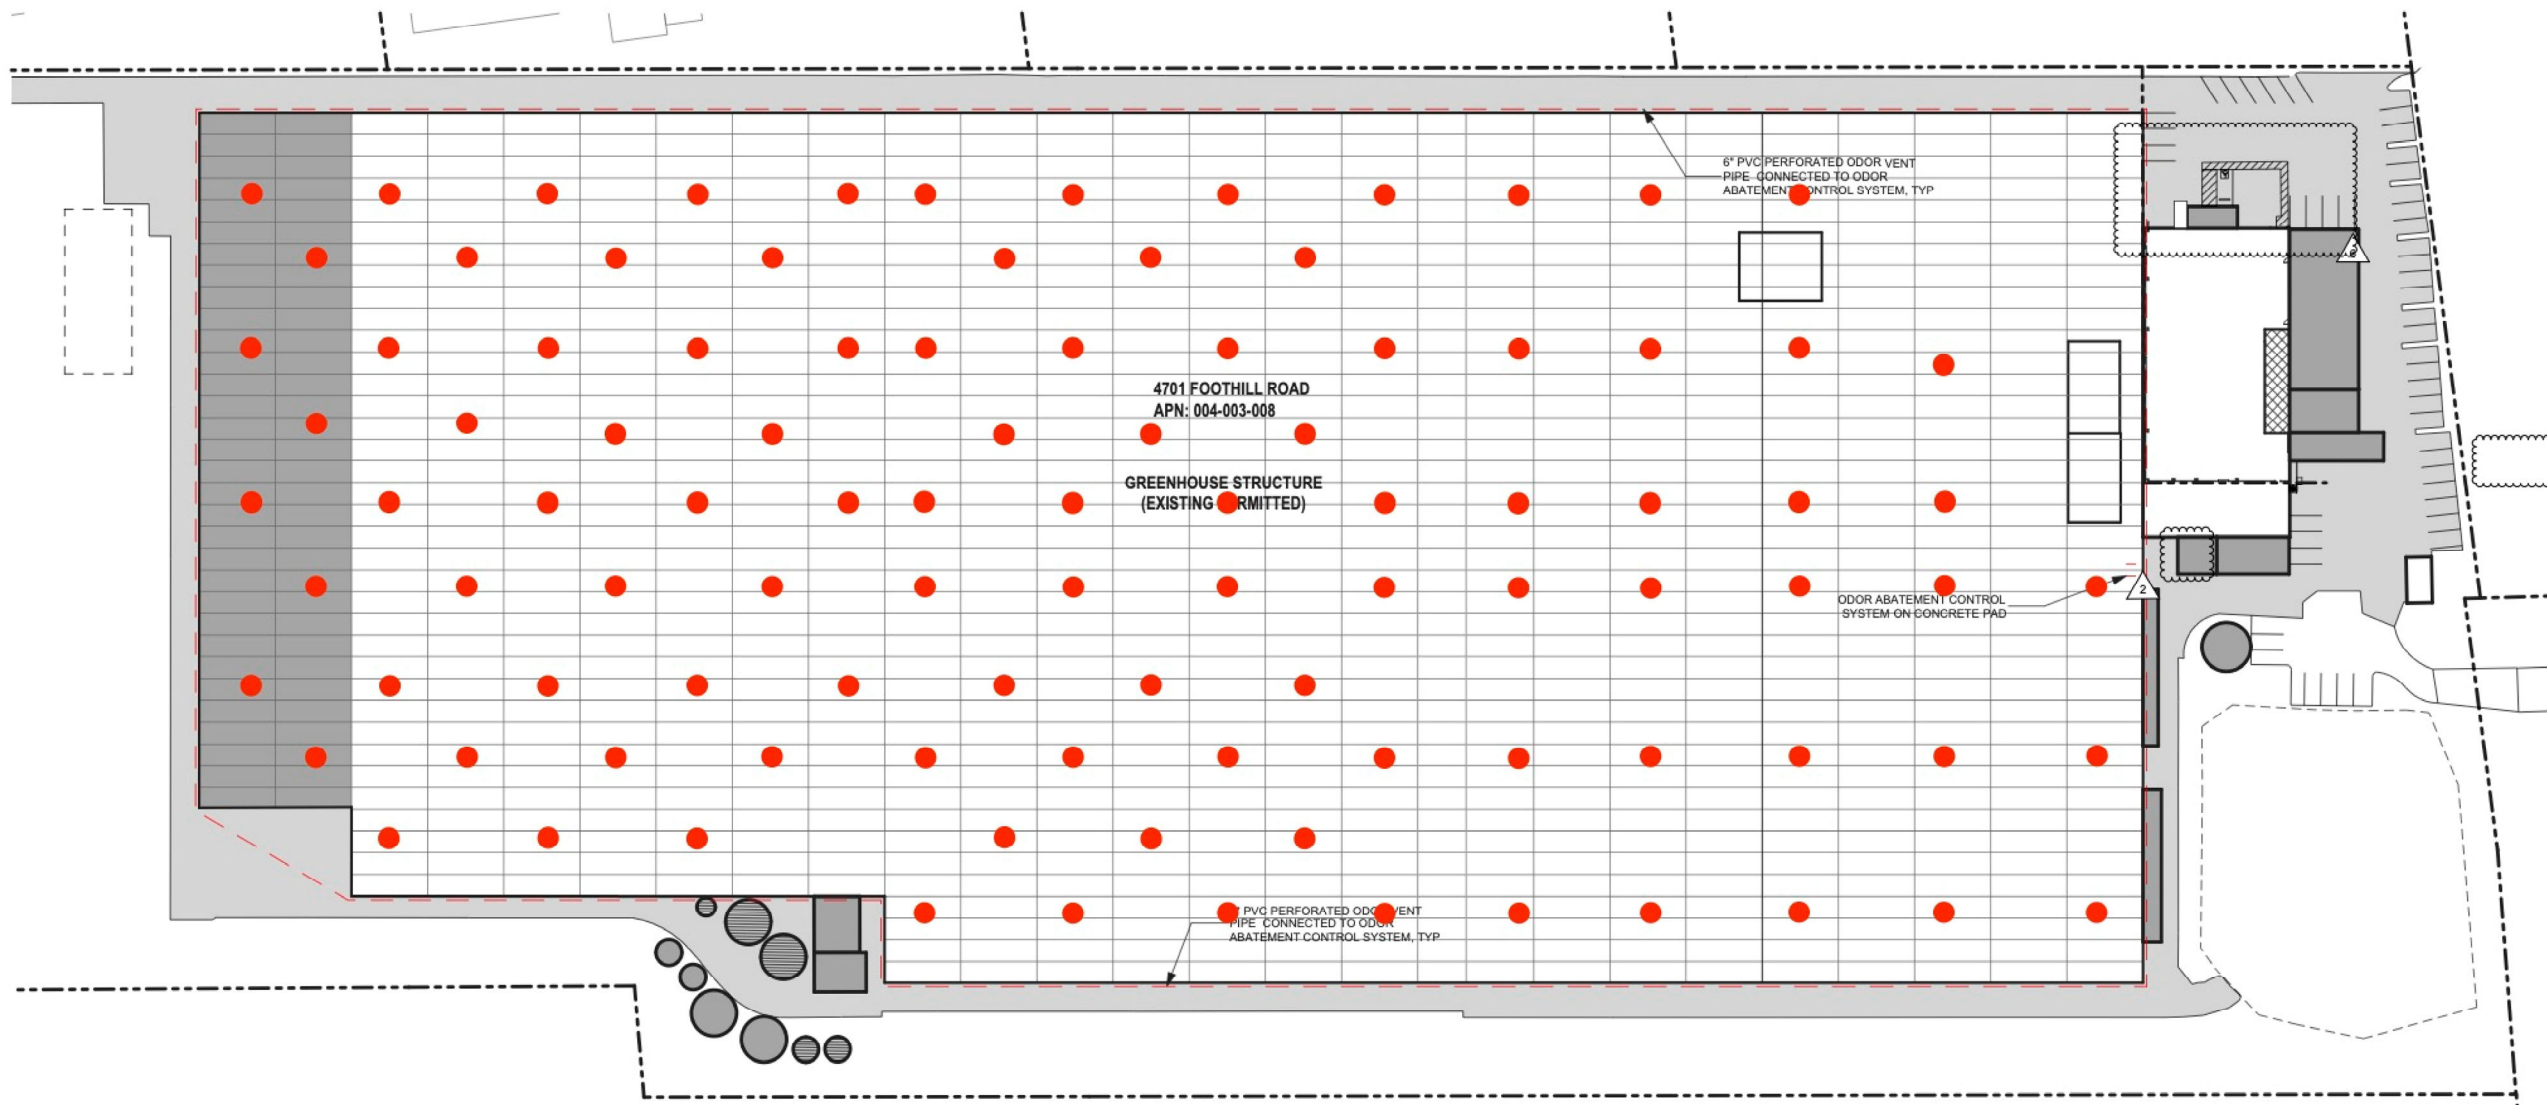 6" PVC PERFORATED ODOR VENT
PIPE CONNECTED TO ODOR
ABATEMENT CONTROL SYSTEM, TYP
4701 FOOTHILL ROAD
APN: 004-003-008
GREENHOUSE STRUCTURE
(EXISTING PERMITTED)
ODOR ABATEMENT CONTROL
SYSTEM ON CONCRETE PAD
2
PVC PERFORATED ODOR VENT
PIPE CONNECTED TO ODOR
ABATEMENT CONTROL SYSTEM, TYP